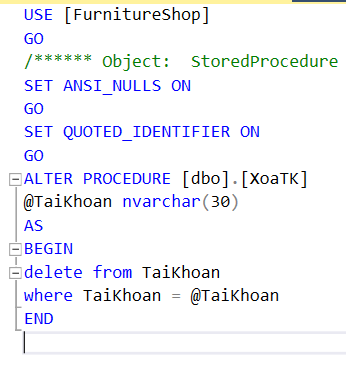 USE [FurnitureShop]
GO
/****** Object:  StoredProcedure
SET ANSI_NULLS ON
GO
SET QUOTED_IDENTIFIER ON
GO
ALTER PROCEDURE [dbo].[XoaTK]
@TaiKhoan nvarchar(30)
AS
BEGIN
delete from TaiKhoan
where TaiKhoan = @TaiKhoan
END